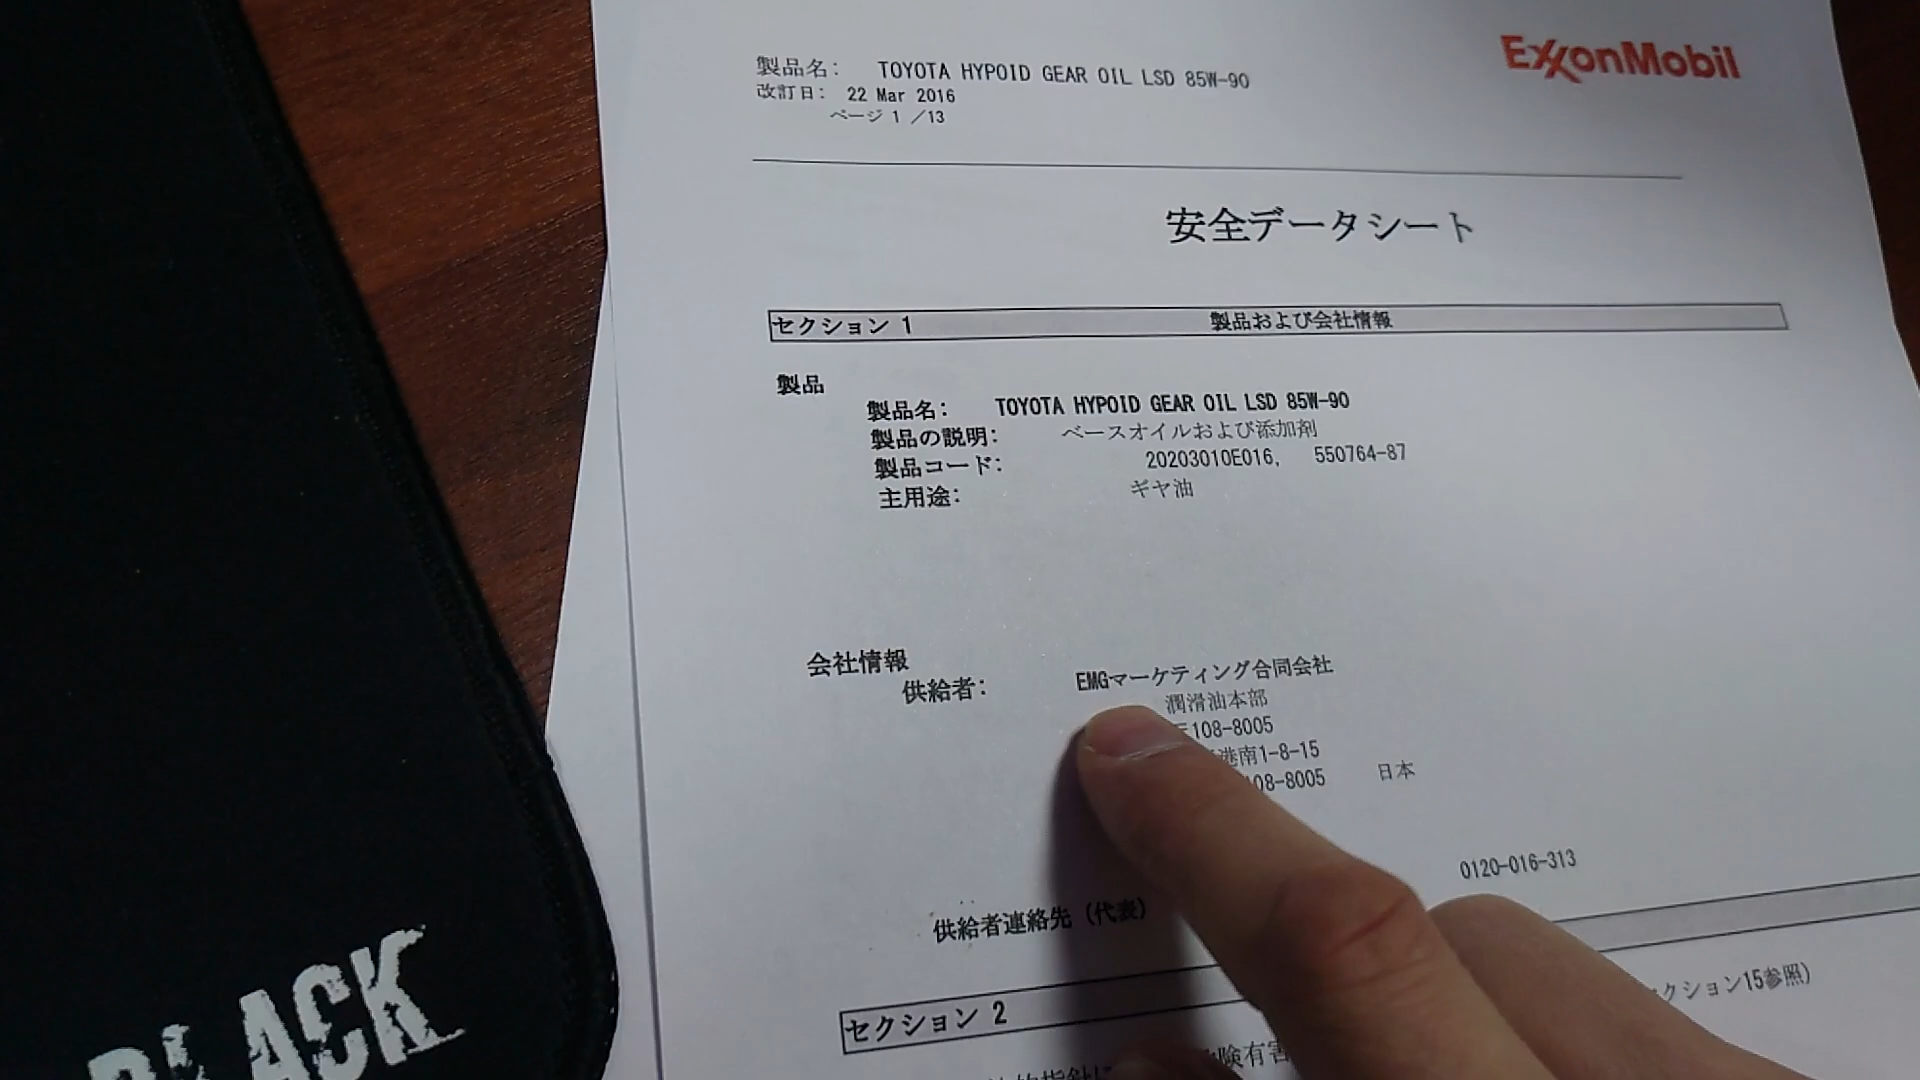 ExxonMobil
製品名: TOYOTA HYPOID GEAR OIL LSD 85W-90
改訂日: 22 Mar 2016
ページ 1 ／13
安全データシート
セクション 1 製品および会社情報
製品
製品名: TOYOTA HYPOID GEAR OIL LSD 85W-90
製品の説明: ベースオイルおよび添加剤
製品コード: 20203010E016, 550764-87
主用途: ギヤ油
会社情報
供給者: EMGマーケティング合同会社
潤滑油本部
〒108-8005
港南1-8-15
108-8005 日本
0120-016-313
供給者連絡先 (代表)
セクション 2
クション15参照)
険有害
BLACK